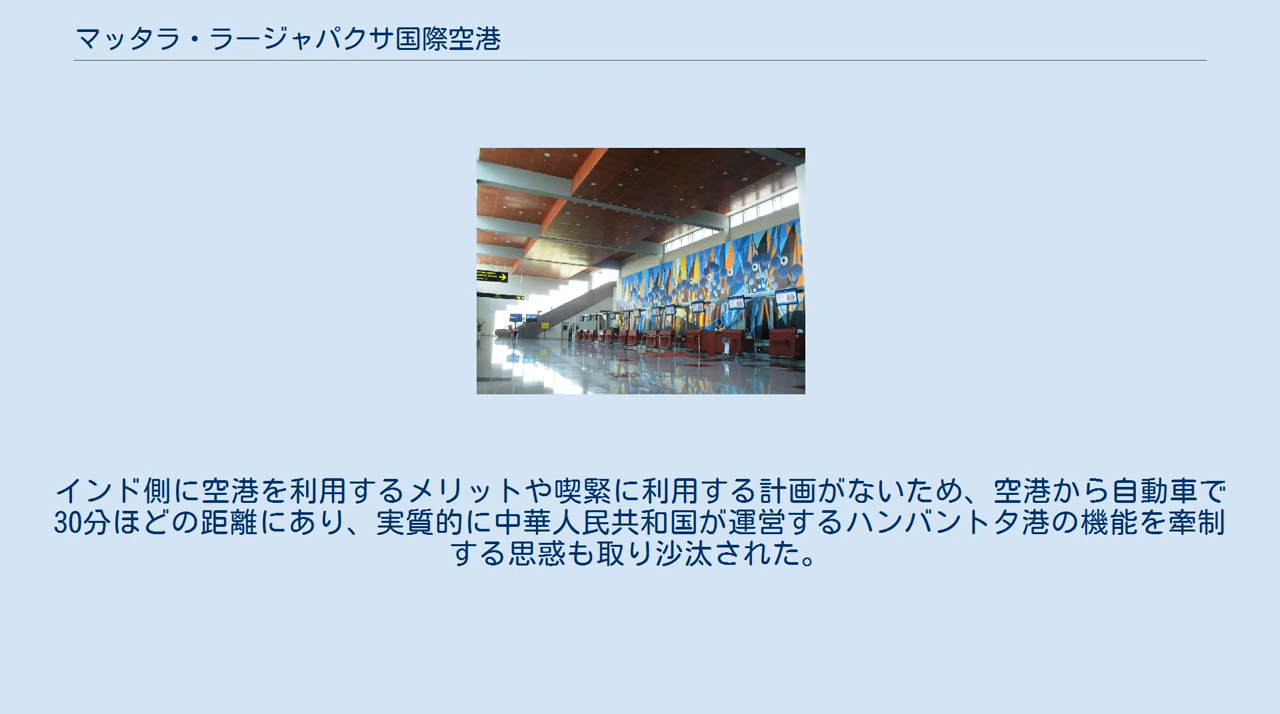 マッタラ・ラージャパクサ国際空港
インド側に空港を利用するメリットや喫緊に利用する計画がないため、空港から自動車で
30分ほどの距離にあり、実質的に中華人民共和国が運営するハンバントタ港の機能を牽制
する思惑も取り沙汰された。